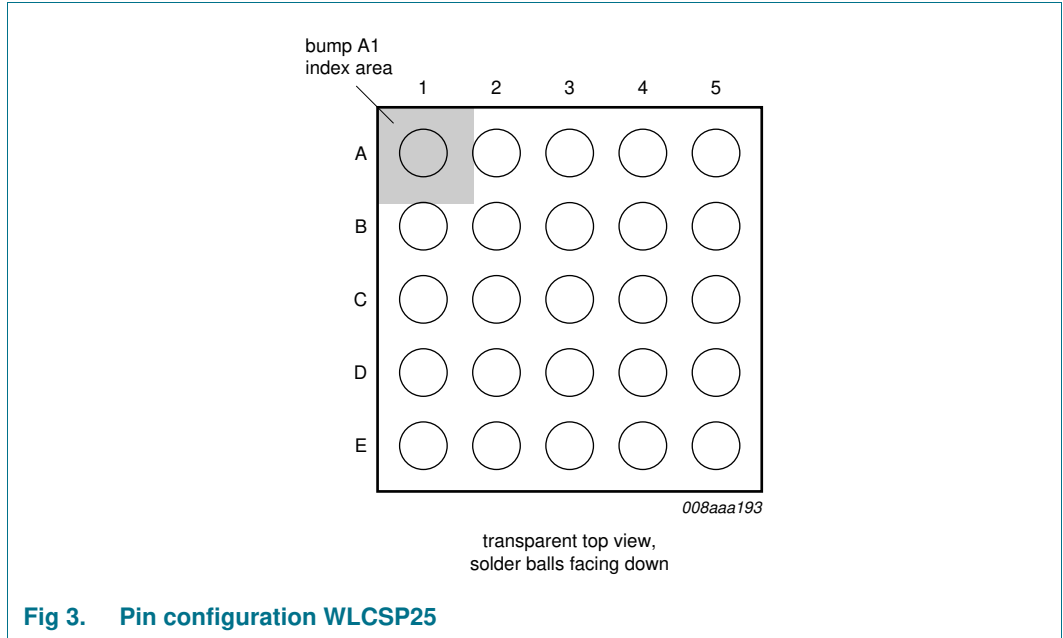 bump A1
index area
1 2 3 4 5
A
B
C
D
E
008aaa193
transparent top view,
solder balls facing down
Fig 3. Pin configuration WLCSP25